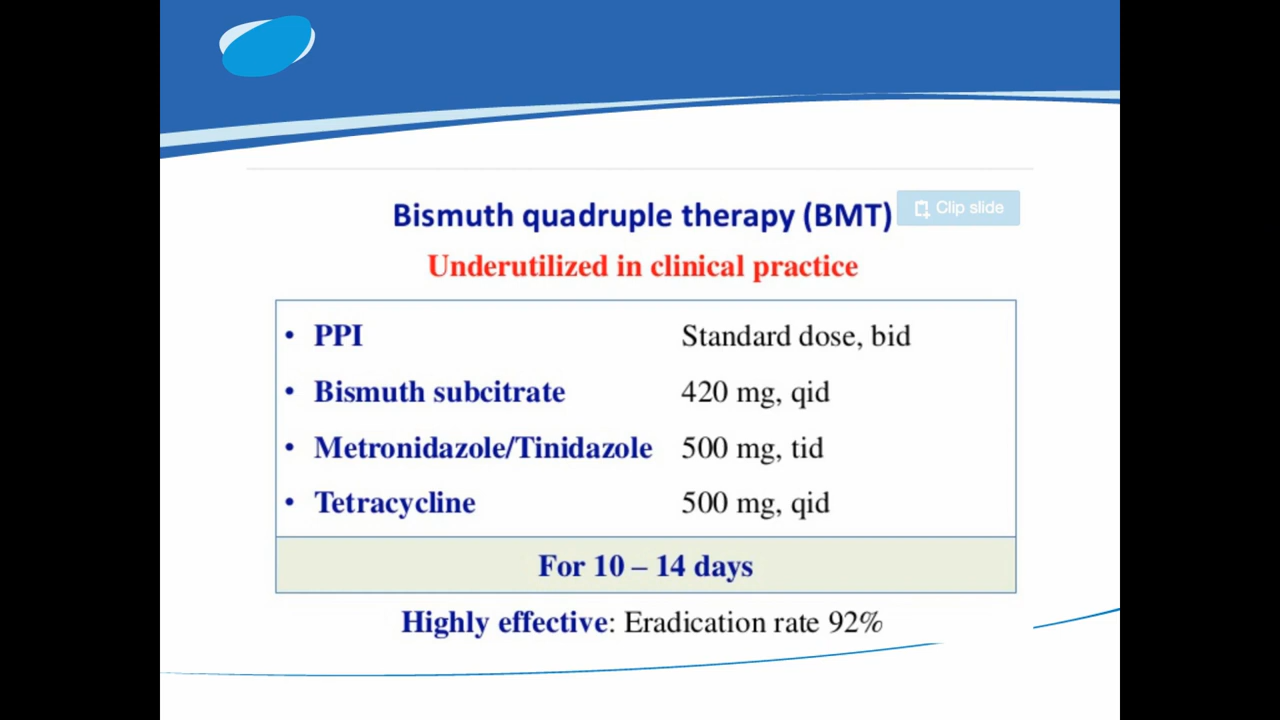 Bismuth quadruple therapy (BMT)
Clip slide
Underutilized in clinical practice
• PPI Standard dose, bid
• Bismuth subcitrate 420 mg, qid
• Metronidazole/Tinidazole 500 mg, tid
• Tetracycline 500 mg, qid
For 10 – 14 days
Highly effective: Eradication rate 92%